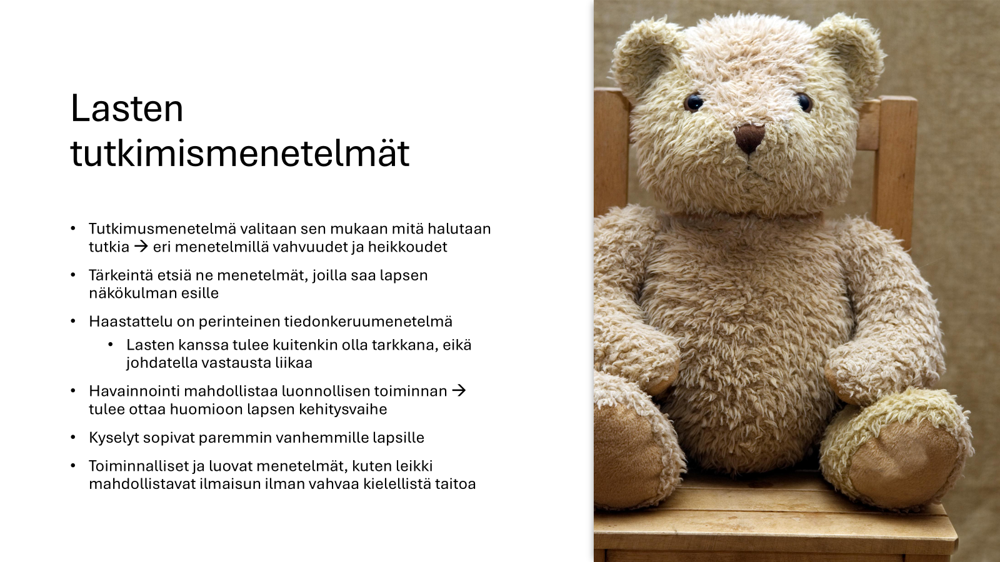 Lasten
tutkimismenetelmät
• Tutkimusmenetelmä valitaan sen mukaan mitä halutaan
tutkia → eri menetelmillä vahvuudet ja heikkoudet
• Tärkeintä etsiä ne menetelmät, joilla saa lapsen
näkökulman esille
• Haastattelu on perinteinen tiedonkeruumenetelmä
• Lasten kanssa tulee kuitenkin olla tarkkana, eikä
johdatella vastausta liikaa
• Havainnointi mahdollistaa luonnollisen toiminnan →
tulee ottaa huomioon lapsen kehitysvaihe
• Kyselyt sopivat paremmin vanhemmille lapsille
• Toiminnalliset ja luovat menetelmät, kuten leikki
mahdollistavat ilmaisun ilman vahvaa kielellistä taitoa